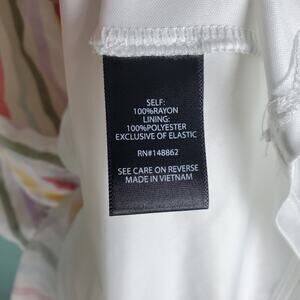 SELF:
100%RAYON
LINING:
100%POLYESTER
EXCLUSIVE OF ELASTIC
RN#148862
SEE CARE ON REVERSE
MADE IN VIETNAM